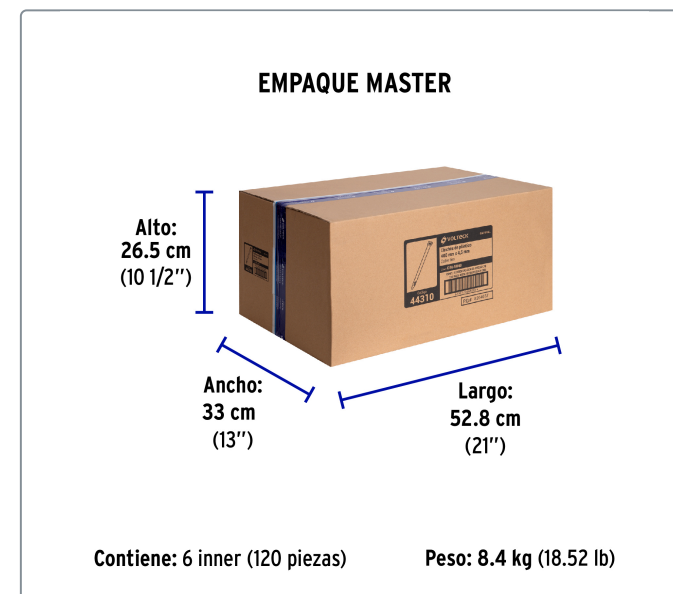 EMPAQUE MASTER
Alto:
26.5 cm
(10 1/2”)
VOLTECK
44310
Ancho:
33 cm
(13”)
Largo:
52.8 cm
(21”)
Contiene: 6 inner (120 piezas)
Peso: 8.4 kg (18.52 lb)